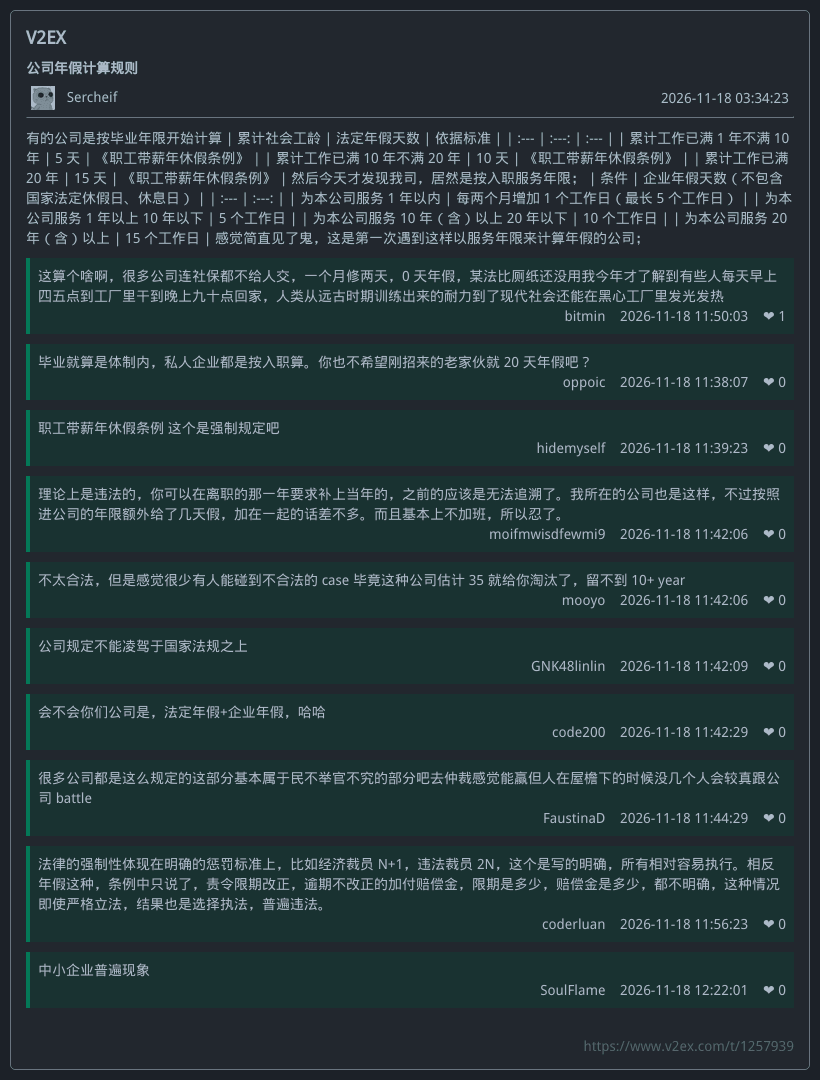 V2EX
公司年假计算规则
Sercheif 2026-11-18 03:34:23
有的公司是按毕业年限开始计算 | 累计社会工龄 | 法定年假天数 | 依据标准 | | :--- | :---: | :--- | | 累计工作已满 1 年不满 10
年 | 5 天 | 《职工带薪年休假条例》 | | 累计工作已满 10 年不满 20 年 | 10 天 | 《职工带薪年休假条例》 | | 累计工作已满
20 年 | 15 天 | 《职工带薪年休假条例》 | 然后今天才发现我司，居然是按入职服务年限； | 条件 | 企业年假天数（不包含
国家法定休假日、休息日） | | :--- | :---: | | 为本公司服务 1 年以内 | 每两个月增加 1 个工作日（最长 5 个工作日） | | 为本
公司服务 1 年以上 10 年以下 | 5 个工作日 | | 为本公司服务 10 年（含）以上 20 年以下 | 10 个工作日 | | 为本公司服务 20
年（含）以上 | 15 个工作日 | 感觉简直见了鬼，这是第一次遇到这样以服务年限来计算年假的公司；
这算个啥啊，很多公司连社保都不给人交，一个月修两天，0 天年假，某法比厕纸还没用我今年才了解到有些人每天早上
四五点到工厂里干到晚上九十点回家，人类从远古时期训练出来的耐力到了现代社会还能在黑心工厂里发光发热
bitmin 2026-11-18 11:50:03 ❤ 1
毕业就算是体制内，私人企业都是按入职算。你也不希望刚招来的老家伙就 20 天年假吧？
oppoic 2026-11-18 11:38:07 ❤ 0
职工带薪年休假条例 这个是强制规定吧
hidemyself 2026-11-18 11:39:23 ❤ 0
理论上是违法的，你可以在离职的那一年要求补上当年的，之前的应该是无法追溯了。我所在的公司也是这样，不过按照
进公司的年限额外给了几天假，加在一起的话差不多。而且基本上不加班，所以忍了。
moifmwisdfewmi9 2026-11-18 11:42:06 ❤ 0
不太合法，但是感觉很少有人能碰到不合法的 case 毕竟这种公司估计 35 就给你淘汰了，留不到 10+ year
mooyo 2026-11-18 11:42:06 ❤ 0
公司规定不能凌驾于国家法规之上
GNK48linlin 2026-11-18 11:42:09 ❤ 0
会不会你们公司是，法定年假+企业年假，哈哈
code200 2026-11-18 11:42:29 ❤ 0
很多公司都是这么规定的这部分基本属于民不举官不究的部分吧去仲裁感觉能赢但人在屋檐下的时候没几个人会较真跟公
司 battle
FaustinaD 2026-11-18 11:44:29 ❤ 0
法律的强制性体现在明确的惩罚标准上，比如经济裁员 N+1，违法裁员 2N，这个是写的明确，所有相对容易执行。相反
年假这种，条例中只说了，责令限期改正，逾期不改正的加付赔偿金，限期是多少，赔偿金是多少，都不明确，这种情况
即使严格立法，结果也是选择执法，普遍违法。
coderluan 2026-11-18 11:56:23 ❤ 0
中小企业普遍现象
SoulFlame 2026-11-18 12:22:01 ❤ 0
https://www.v2ex.com/t/1257939